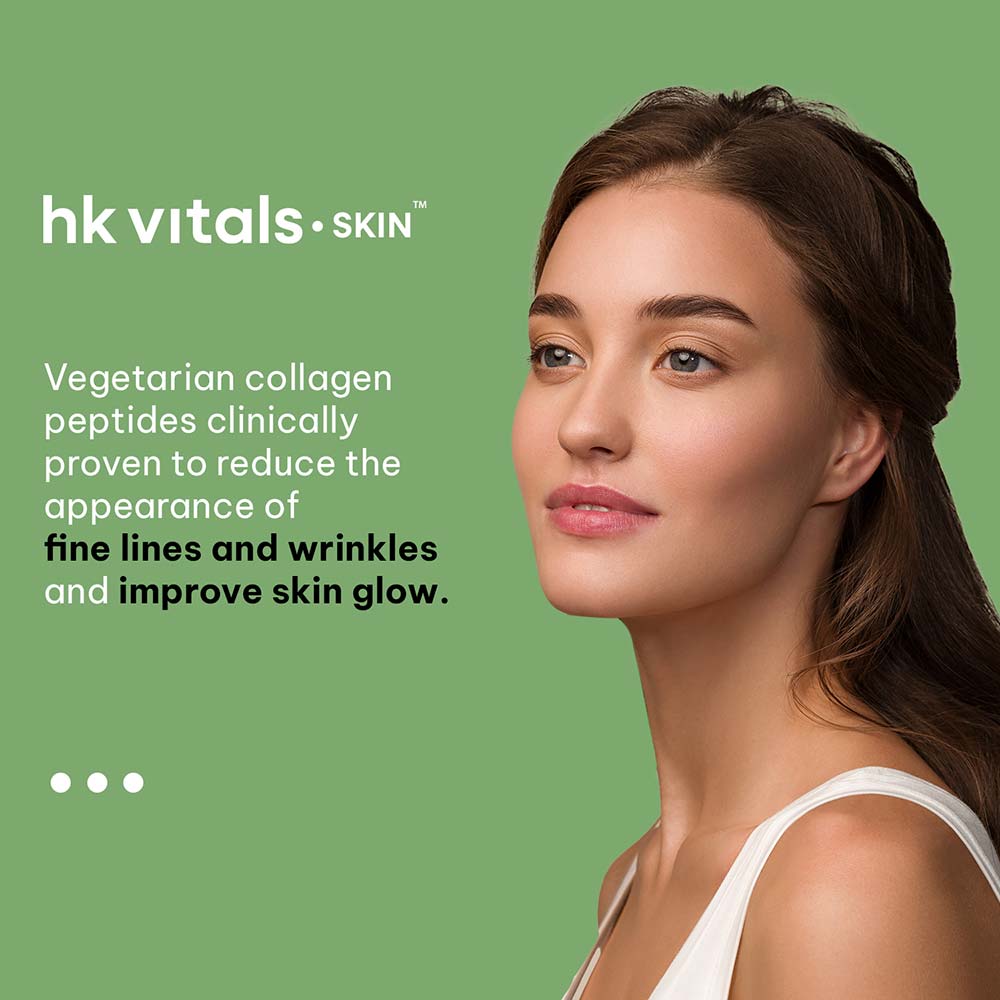 hk vitals • SKIN™
Vegetarian collagen
peptides clinically
proven to reduce the
appearance of
fine lines and wrinkles
and improve skin glow.